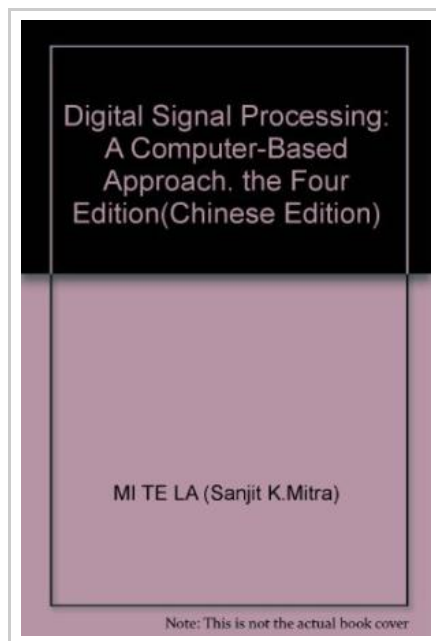 Digital Signal Processing:
A Computer-Based
Approach. the Four
Edition(Chinese Edition)
MI TE LA (Sanjit K.Mitra)
Note: This is not the actual book cover